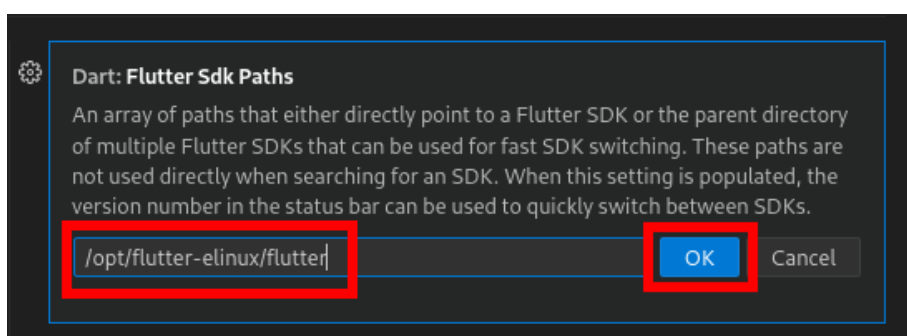 Dart: Flutter Sdk Paths
An array of paths that either directly point to a Flutter SDK or the parent directory
of multiple Flutter SDKs that can be used for fast SDK switching. These paths are
not used directly when searching for an SDK. When this setting is populated, the
version number in the status bar can be used to quickly switch between SDKs.
/opt/flutter-elinux/flutter OK Cancel